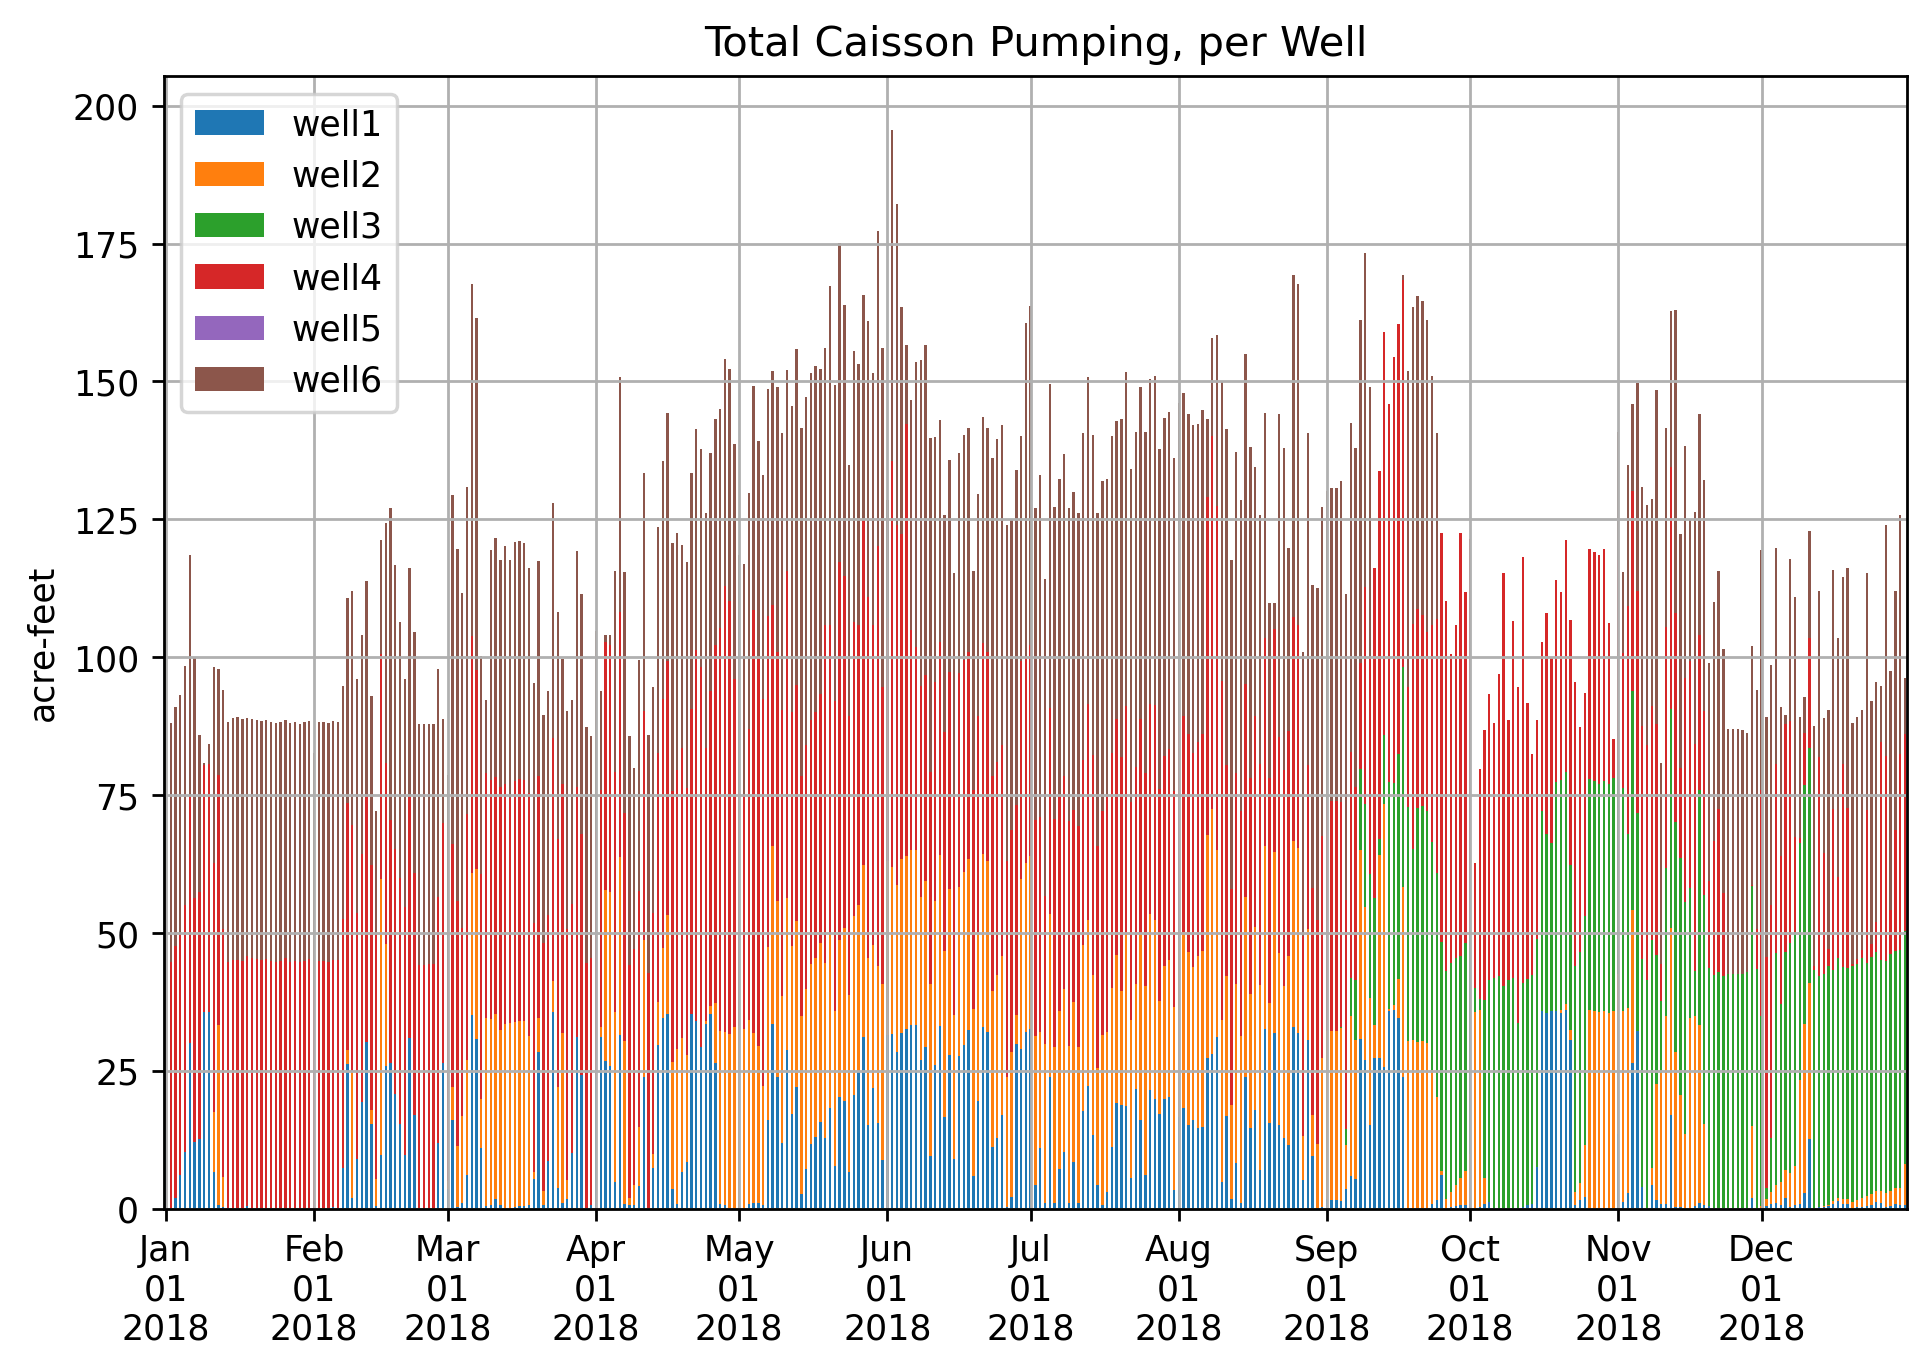 Total Caisson Pumping, per Well
200
175
150
125
100
75
50
25
0
acre-feet
well1
well2
well3
well4
well5
well6
Jan Feb Mar Apr May Jun Jul Aug Sep Oct Nov Dec
01 01 01 01 01 01 01 01 01 01 01 01
2018 2018 2018 2018 2018 2018 2018 2018 2018 2018 2018 2018